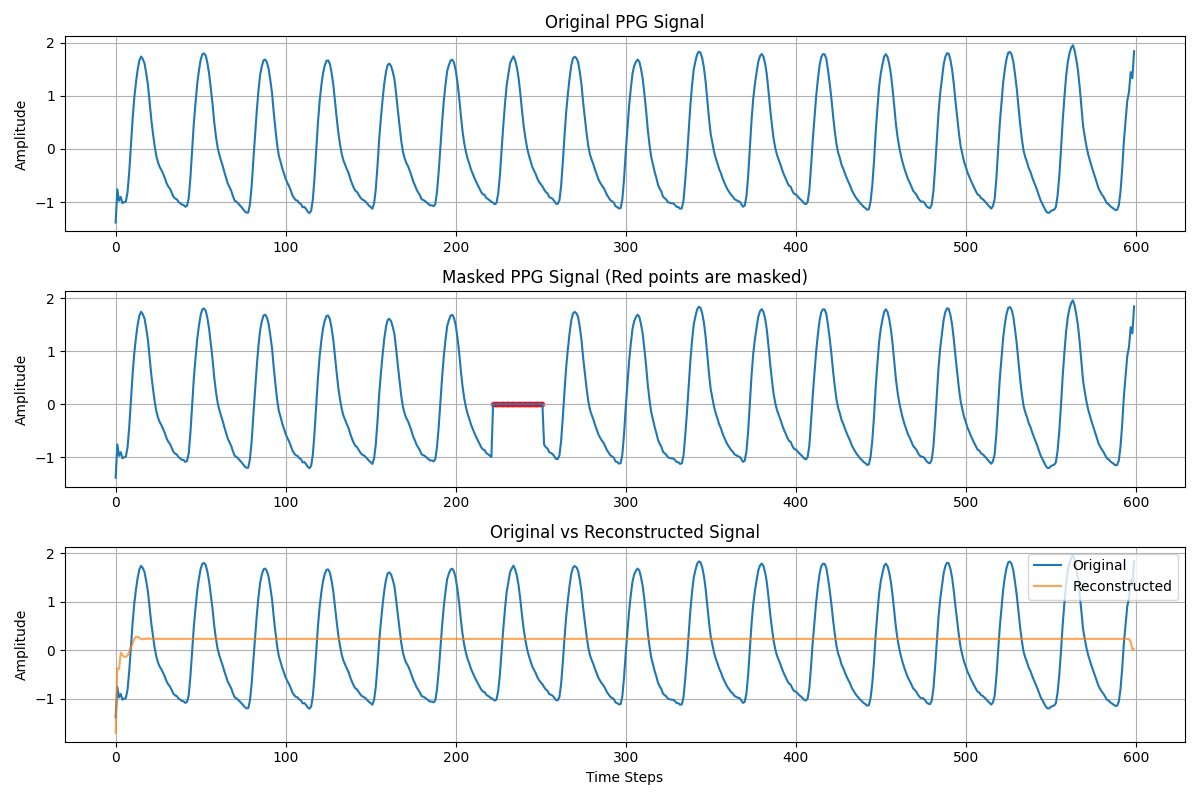 Original PPG Signal
2
1
0
−1
Amplitude
0 100 200 300 400 500 600
Masked PPG Signal (Red points are masked)
2
1
0
−1
Amplitude
0 100 200 300 400 500 600
Original vs Reconstructed Signal
2
1
0
−1
Amplitude
Original
Reconstructed
0 100 200 300 400 500 600
Time Steps